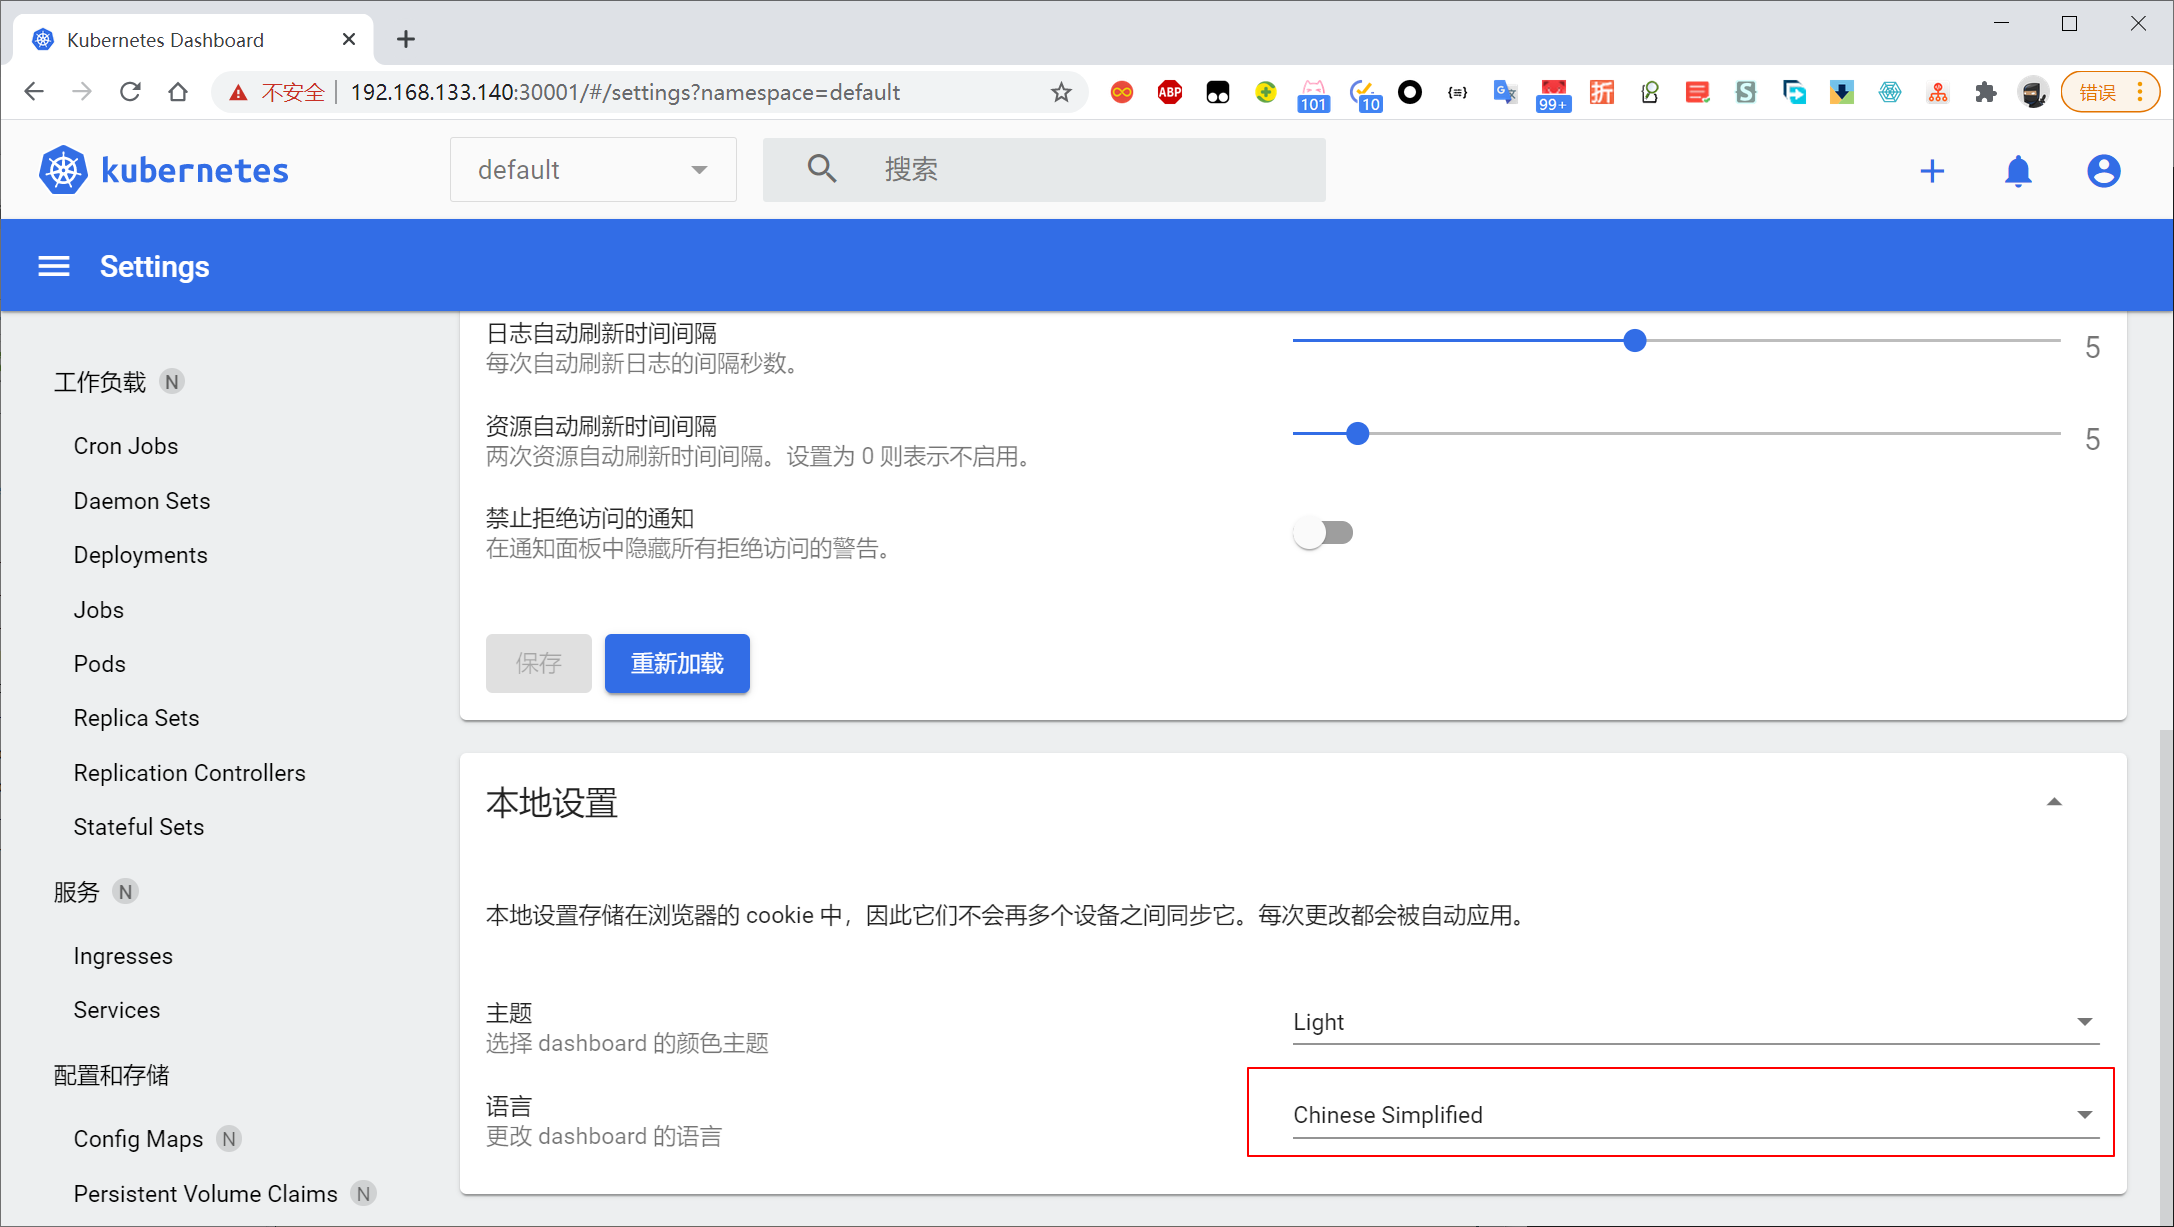 Kubernetes Dashboard
不安全
192.168.133.140:30001/#/settings?namespace=default
ABP
101
10
99+
折
错误
kubernetes
default
搜索
Settings
工作负载 N
Cron Jobs
Daemon Sets
Deployments
Jobs
Pods
Replica Sets
Replication Controllers
Stateful Sets
服务 N
Ingresses
Services
配置和存储
Config Maps N
Persistent Volume Claims N
日志自动刷新时间间隔
每次自动刷新日志的间隔秒数。
5
资源自动刷新时间间隔
两次资源自动刷新时间间隔。设置为 0 则表示不启用。
5
禁止拒绝访问的通知
在通知面板中隐藏所有拒绝访问的警告。
保存
重新加载
本地设置
本地设置存储在浏览器的 cookie 中，因此它们不会再多个设备之间同步它。每次更改都会被自动应用。
主题
选择 dashboard 的颜色主题
Light
语言
更改 dashboard 的语言
Chinese Simplified